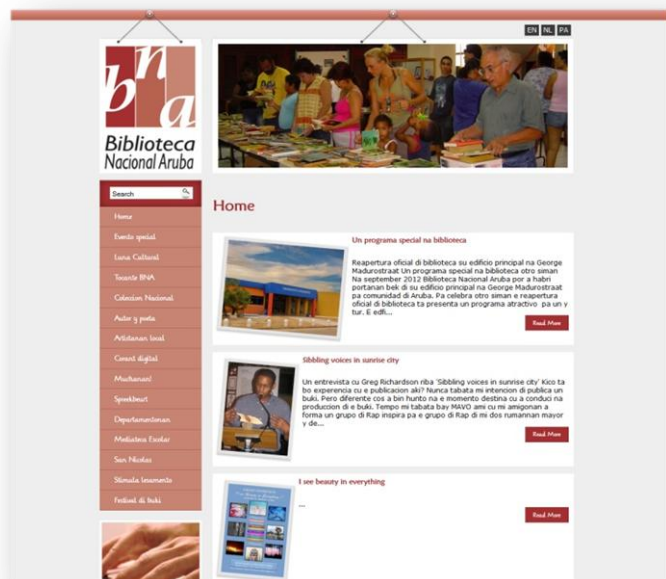 EN NL PA
bna
Biblioteca
Nacional Aruba
Search
Home
Evento special
Luna Cultural
Tocante BNA
Coleccion Nacional
Autor y poeta
Artistanan local
Corant digital
Muchanan!
Spreekbeurt
Departamentonan
Mediateca Escolar
San Nicolas
Stimula lesamento
Festival di buki
Home
Un programa special na biblioteca
Reapertura oficial di biblioteca su edificio principal na George
Madurostraat Un programa special na biblioteca otro siman
Na september 2012 Biblioteca Nacional Aruba por a habri
portanan bek di su edificio principal na George Madurostraat
pa comunidad di Aruba. Pa celebra otro siman e reapertura
oficial di biblioteca ta presenta un programa atractivo pa un y
tur. E edfi...
Read More
Sibbling voices in sunrise city
Un entrevista cu Greg Richardson riba 'Sibbling voices in sunrise city' Kico ta
bo experencia cu e publicacion aki? Nunca tabata mi intencion di publica un
buki. Pero diferente cos a bin hunto na e momento destina cu a conduci na
produccion di e buki. Tempo mi tabata bay MAVO ami cu mi amigonan a
forma un grupo di Rap inspira pa e grupo di Rap di mi dos rumannan mayor
y de...
Read More
I see beauty in everything
...
Read More